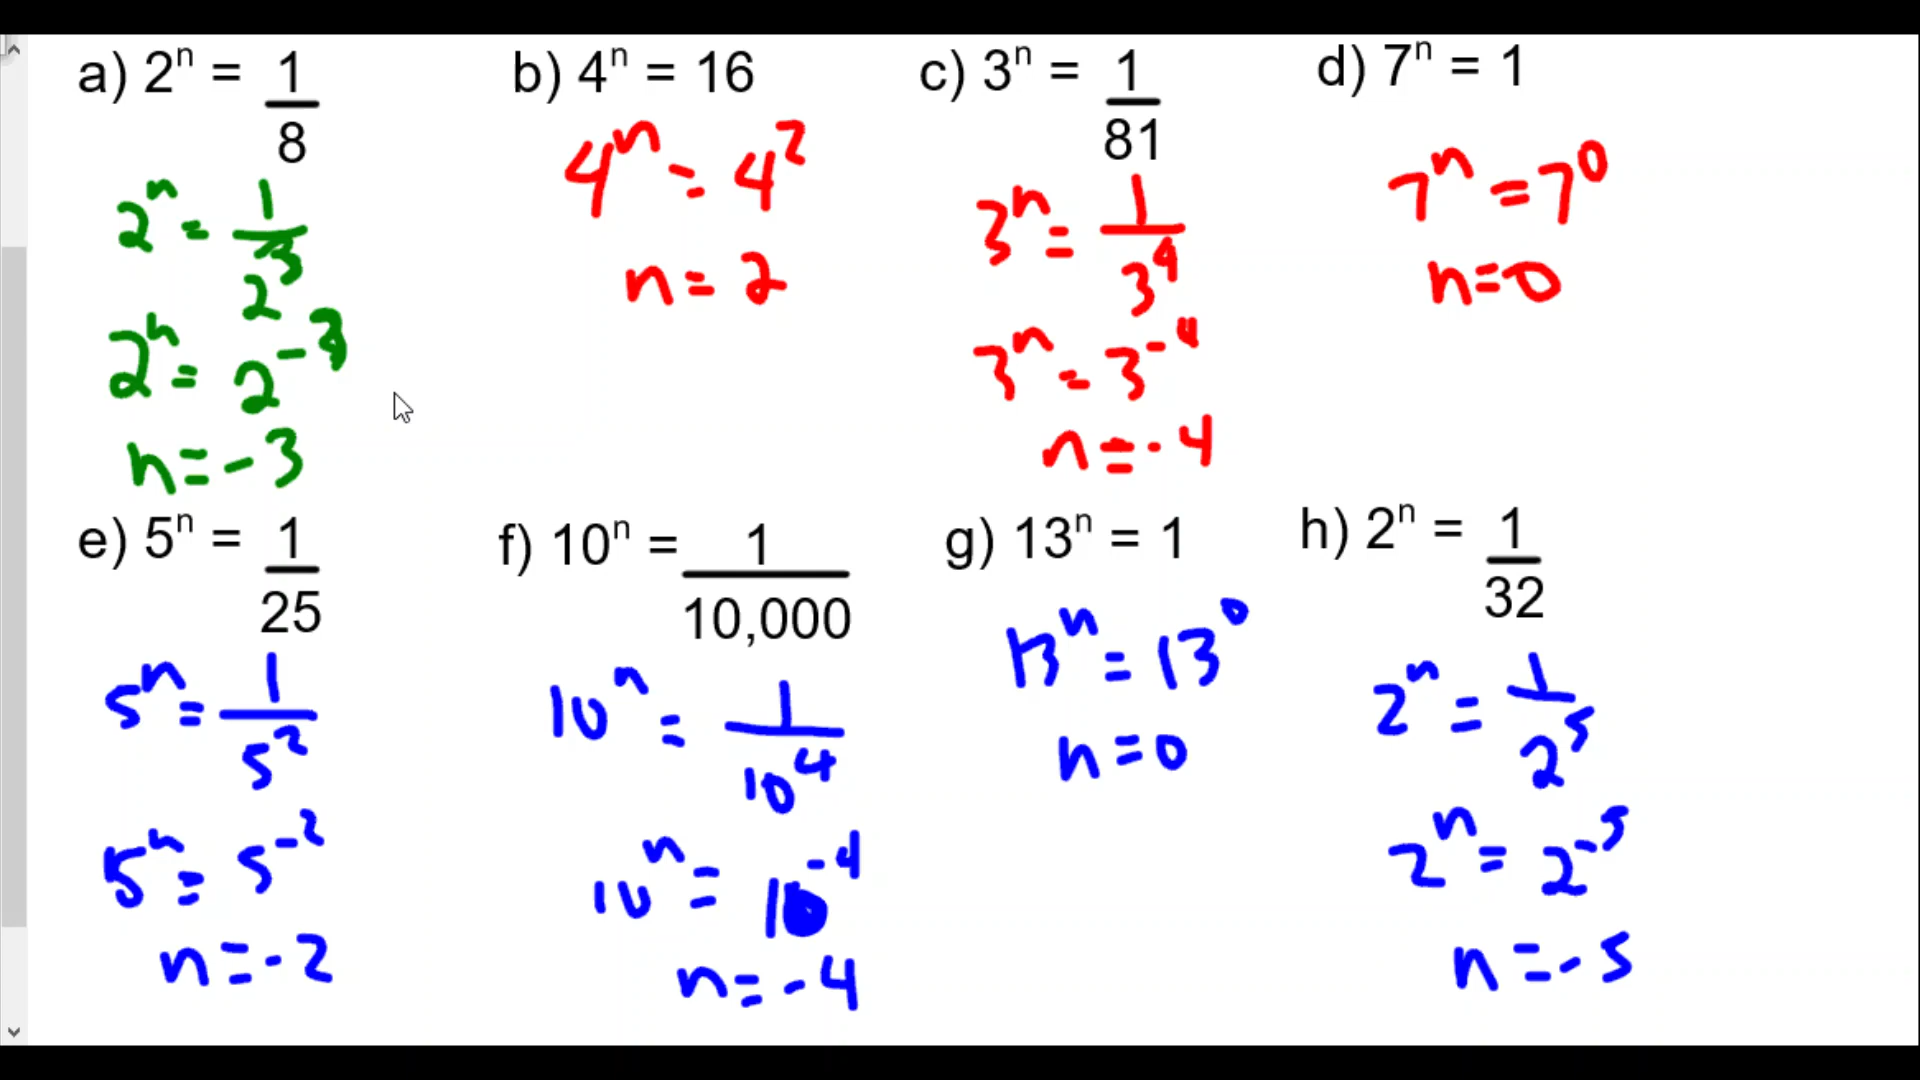 a) 2ⁿ = 1/8
2ⁿ = 1/2³
2ⁿ = 2⁻³
n = -3
b) 4ⁿ = 16
4ⁿ = 4²
n = 2
c) 3ⁿ = 1/81
3ⁿ = 1/3⁴
3ⁿ = 3⁻⁴
n = -4
d) 7ⁿ = 1
7ⁿ = 7⁰
n = 0
e) 5ⁿ = 1/25
5ⁿ = 1/5²
5ⁿ = 5⁻²
n = -2
f) 10ⁿ = 1/10,000
10ⁿ = 1/10⁴
10ⁿ = 10⁻⁴
n = -4
g) 13ⁿ = 1
13ⁿ = 13⁰
n = 0
h) 2ⁿ = 1/32
2ⁿ = 1/2⁵
2ⁿ = 2⁻⁵
n = -5